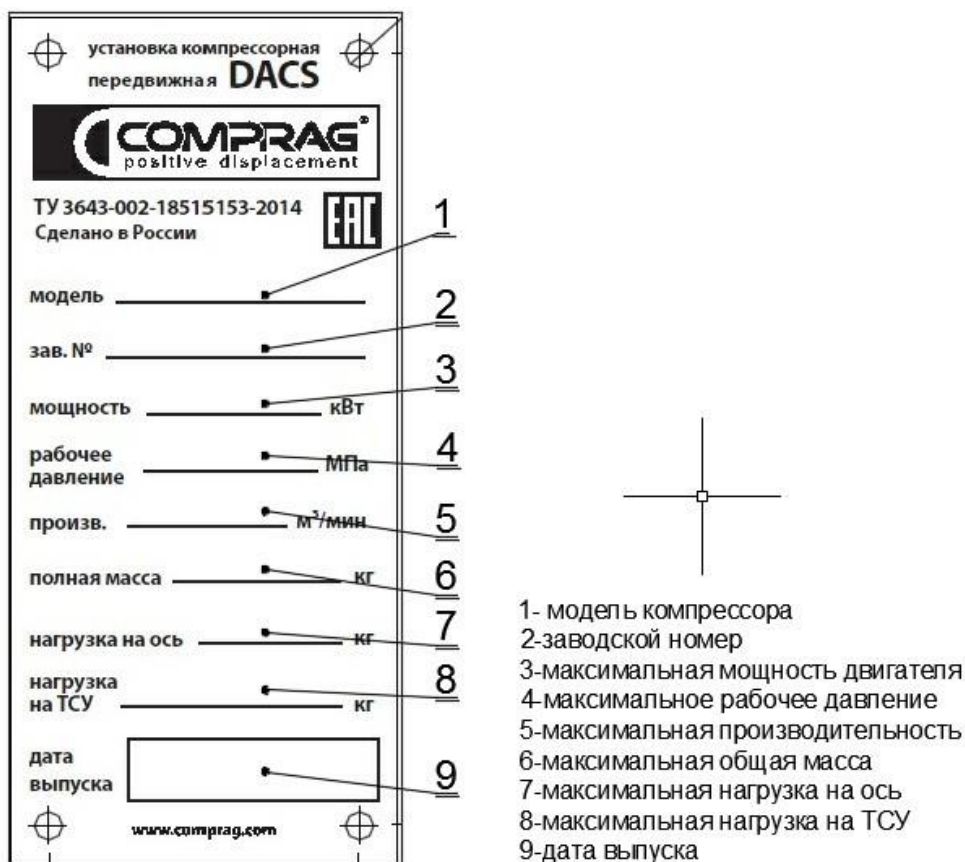 установка компрессорная
передвижная DACS
COMPRAG®
positive displacement
ТУ 3643-002-18515153-2014
Сделано в России
EAC
1
модель
2
зав. №
3
мощность кВт
4
рабочее
давление МПа
5
произв. м³/мин
6
полная масса кг
7
нагрузка на ось кг
8
нагрузка
на ТСУ кг
9
дата
выпуска
www.comprag.com
1- модель компрессора
2-заводской номер
3-максимальная мощность двигателя
4-максимальное рабочее давление
5-максимальная производительность
6-максимальная общая масса
7-максимальная нагрузка на ось
8-максимальная нагрузка на ТСУ
9-дата выпуска